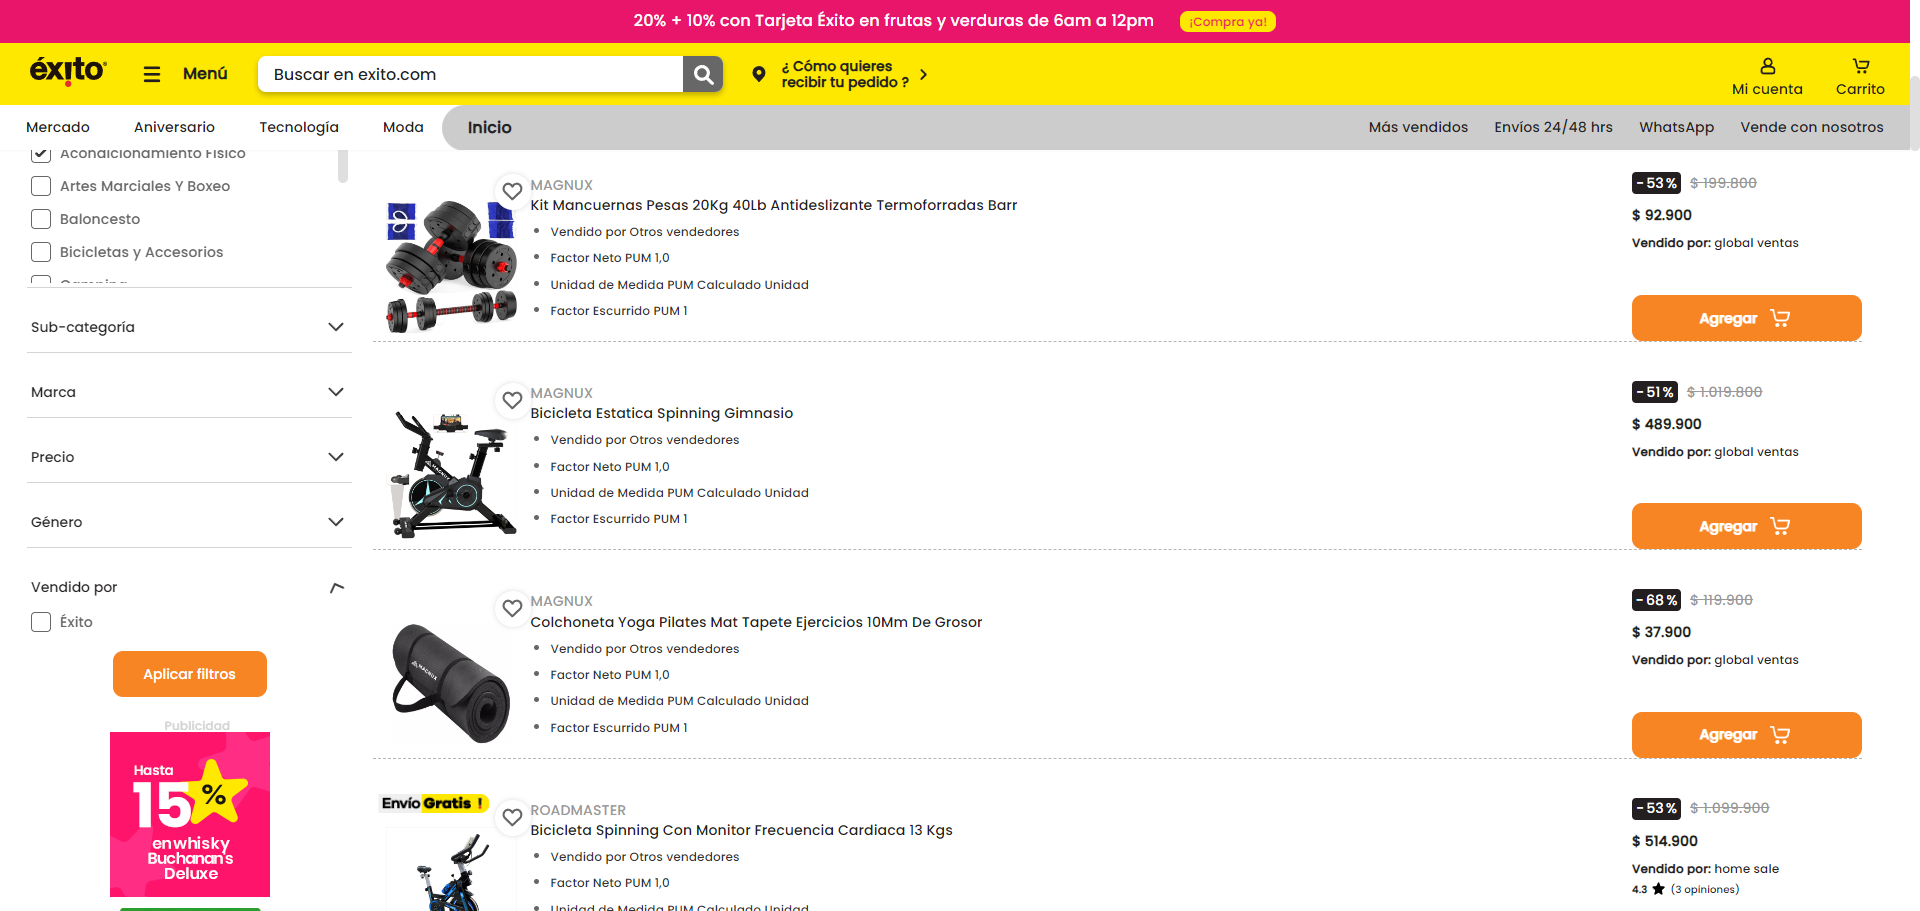 20% + 10% con Tarjeta Éxito en frutas y verduras de 6am a 12pm
¡Compra ya!
éxito
Menú
Buscar en exito.com
¿ Cómo quieres
recibir tu pedido ?
Mi cuenta
Carrito
Mercado
Aniversario
Tecnología
Moda
Inicio
Más vendidos
Envíos 24/48 hrs
WhatsApp
Vende con nosotros
Acondicionamiento Físico
Artes Marciales Y Boxeo
Baloncesto
Bicicletas y Accesorios
Camping
Sub-categoría
Marca
Precio
Género
Vendido por
Éxito
Aplicar filtros
Publicidad
Hasta
15%
en whisky
Buchanan's
Deluxe
MAGNUX
Kit Mancuernas Pesas 20Kg 40Lb Antideslizante Termoforradas Barr
Vendido por Otros vendedores
Factor Neto PUM 1,0
Unidad de Medida PUM Calculado Unidad
Factor Escurrido PUM 1
- 53 % $ 199.800
$ 92.900
Vendido por: global ventas
Agregar
MAGNUX
Bicicleta Estatica Spinning Gimnasio
Vendido por Otros vendedores
Factor Neto PUM 1,0
Unidad de Medida PUM Calculado Unidad
Factor Escurrido PUM 1
- 51 % $ 1.019.800
$ 489.900
Vendido por: global ventas
Agregar
MAGNUX
MAGNUX
Colchoneta Yoga Pilates Mat Tapete Ejercicios 10Mm De Grosor
Vendido por Otros vendedores
Factor Neto PUM 1,0
Unidad de Medida PUM Calculado Unidad
Factor Escurrido PUM 1
- 68 % $ 119.900
$ 37.900
Vendido por: global ventas
Agregar
Envío Gratis !
ROADMASTER
Bicicleta Spinning Con Monitor Frecuencia Cardiaca 13 Kgs
Vendido por Otros vendedores
Factor Neto PUM 1,0
Unidad de Medida PUM Calculado Unidad
- 53 % $ 1.099.900
$ 514.900
Vendido por: home sale
4.3 ★ (3 opiniones)